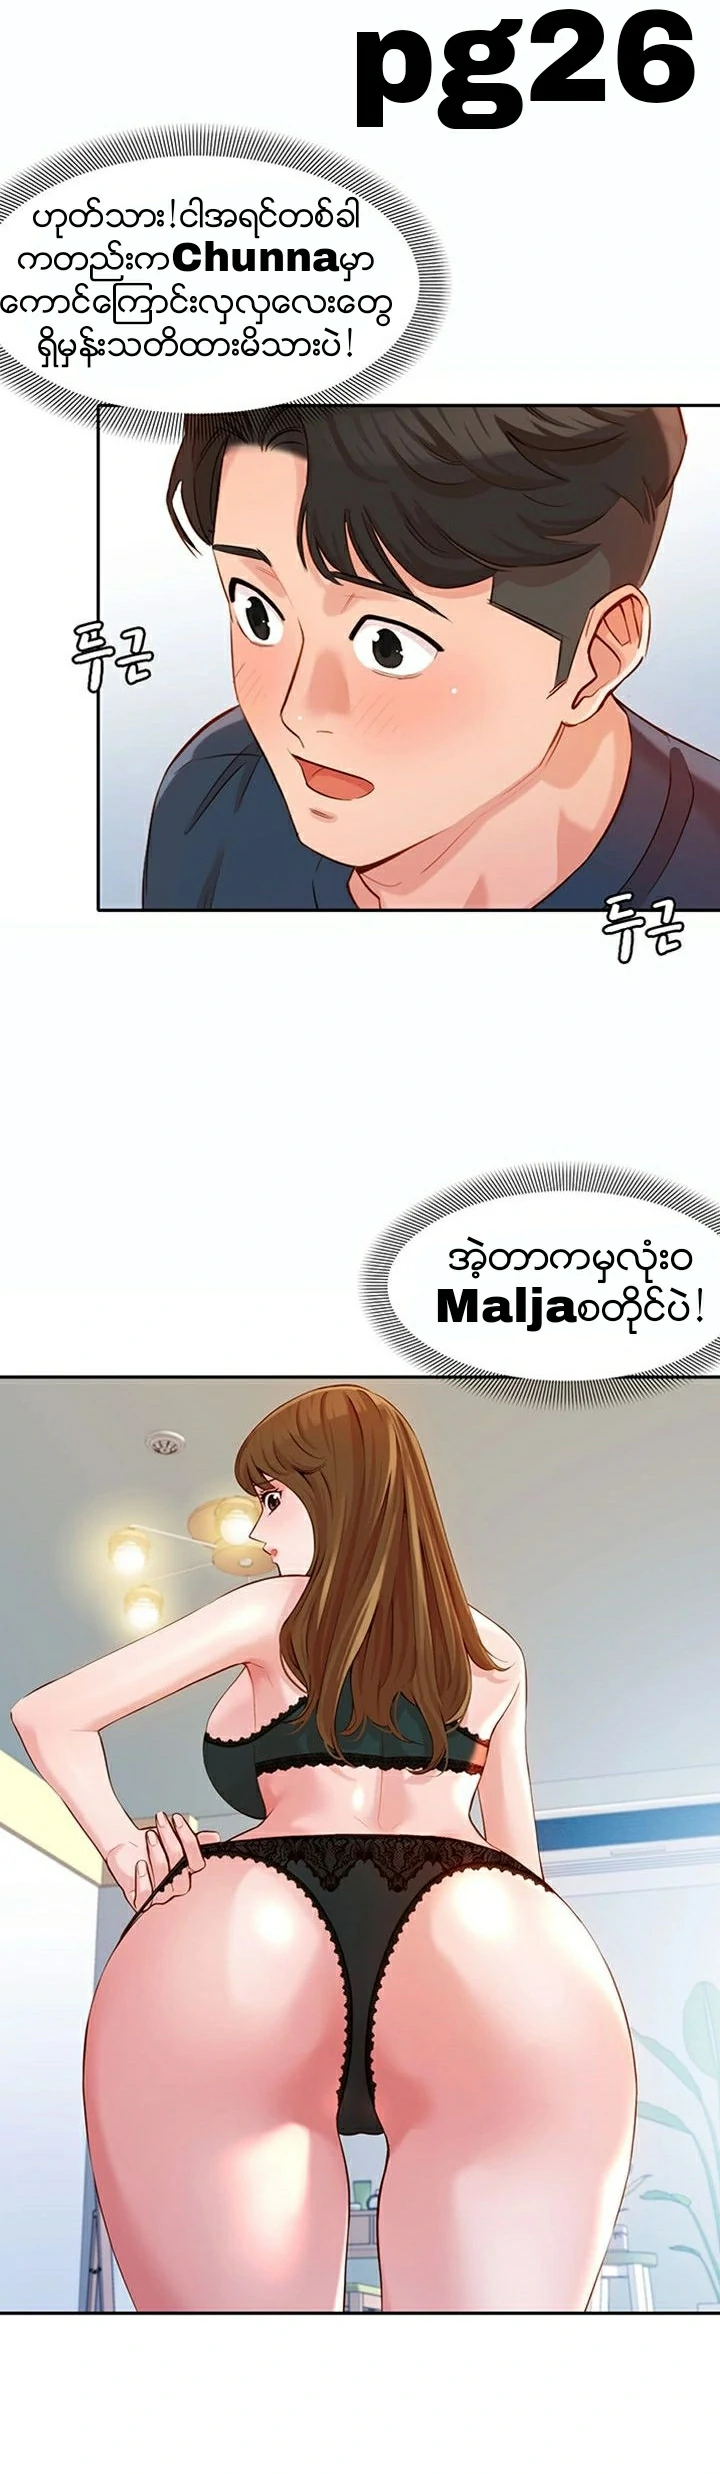 pg26
ဟုတ်သား!ငါအရင်တစ်ခါ
ကတည်းကChunnaမှာ
ကောင်ကြောင်းလှလှလေးတွေ
ရှိမှန်းသတိထားမိသားပဲ!
두근
두근
အဲ့တာကမှလုံးဝ
Maljaစတိုင်ပဲ!